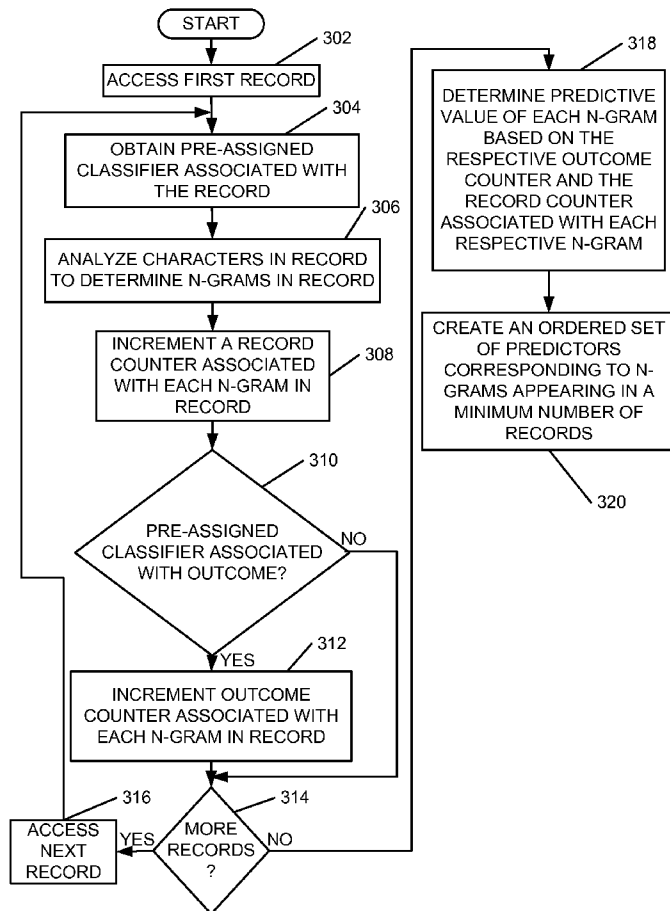 START
302
ACCESS FIRST RECORD
304
OBTAIN PRE-ASSIGNED
CLASSIFIER ASSOCIATED WITH
THE RECORD
306
ANALYZE CHARACTERS IN RECORD
TO DETERMINE N-GRAMS IN RECORD
INCREMENT A RECORD
COUNTER ASSOCIATED
WITH EACH N-GRAM IN
RECORD
308
310
PRE-ASSIGNED
CLASSIFIER ASSOCIATED
WITH OUTCOME?
NO
YES
312
INCREMENT OUTCOME
COUNTER ASSOCIATED WITH
EACH N-GRAM IN RECORD
314
MORE
RECORDS
?
YES
NO
316
ACCESS
NEXT
RECORD
318
DETERMINE PREDICTIVE
VALUE OF EACH N-GRAM
BASED ON THE
RESPECTIVE OUTCOME
COUNTER AND THE
RECORD COUNTER
ASSOCIATED WITH EACH
RESPECTIVE N-GRAM
CREATE AN ORDERED SET
OF PREDICTORS
CORRESPONDING TO N-
GRAMS APPEARING IN A
MINIMUM NUMBER OF
RECORDS
320